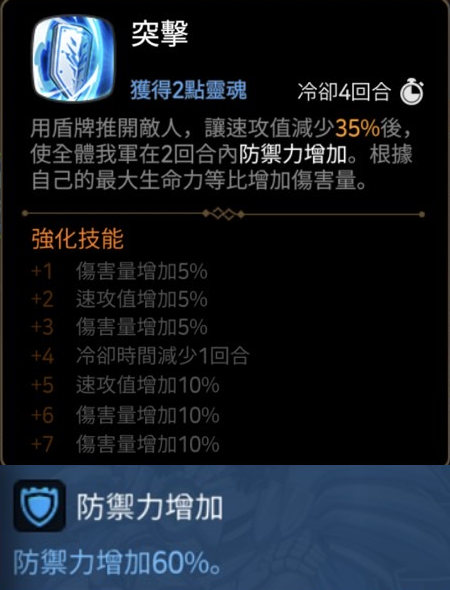 突擊
獲得2點靈魂
冷卻4回合
用盾牌推開敵人，讓速攻值減少35%後，
使全體我軍在2回合內防禦力增加。根據
自己的最大生命力等比增加傷害量。
強化技能
+1 傷害量增加5%
+2 速攻值增加5%
+3 傷害量增加5%
+4 冷卻時間減少1回合
+5 速攻值增加10%
+6 傷害量增加10%
+7 傷害量增加10%
防禦力增加
防禦力增加60%。